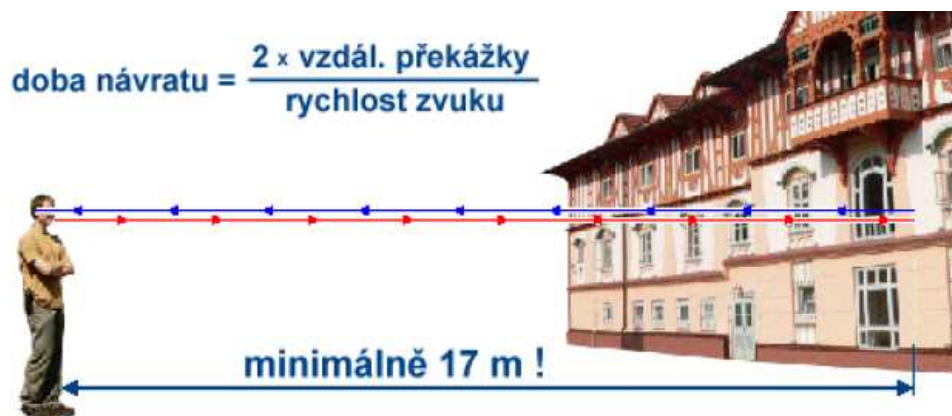 doba návratu = 2 × vzdál. překážky
rychlost zvuku
minimálně 17 m !